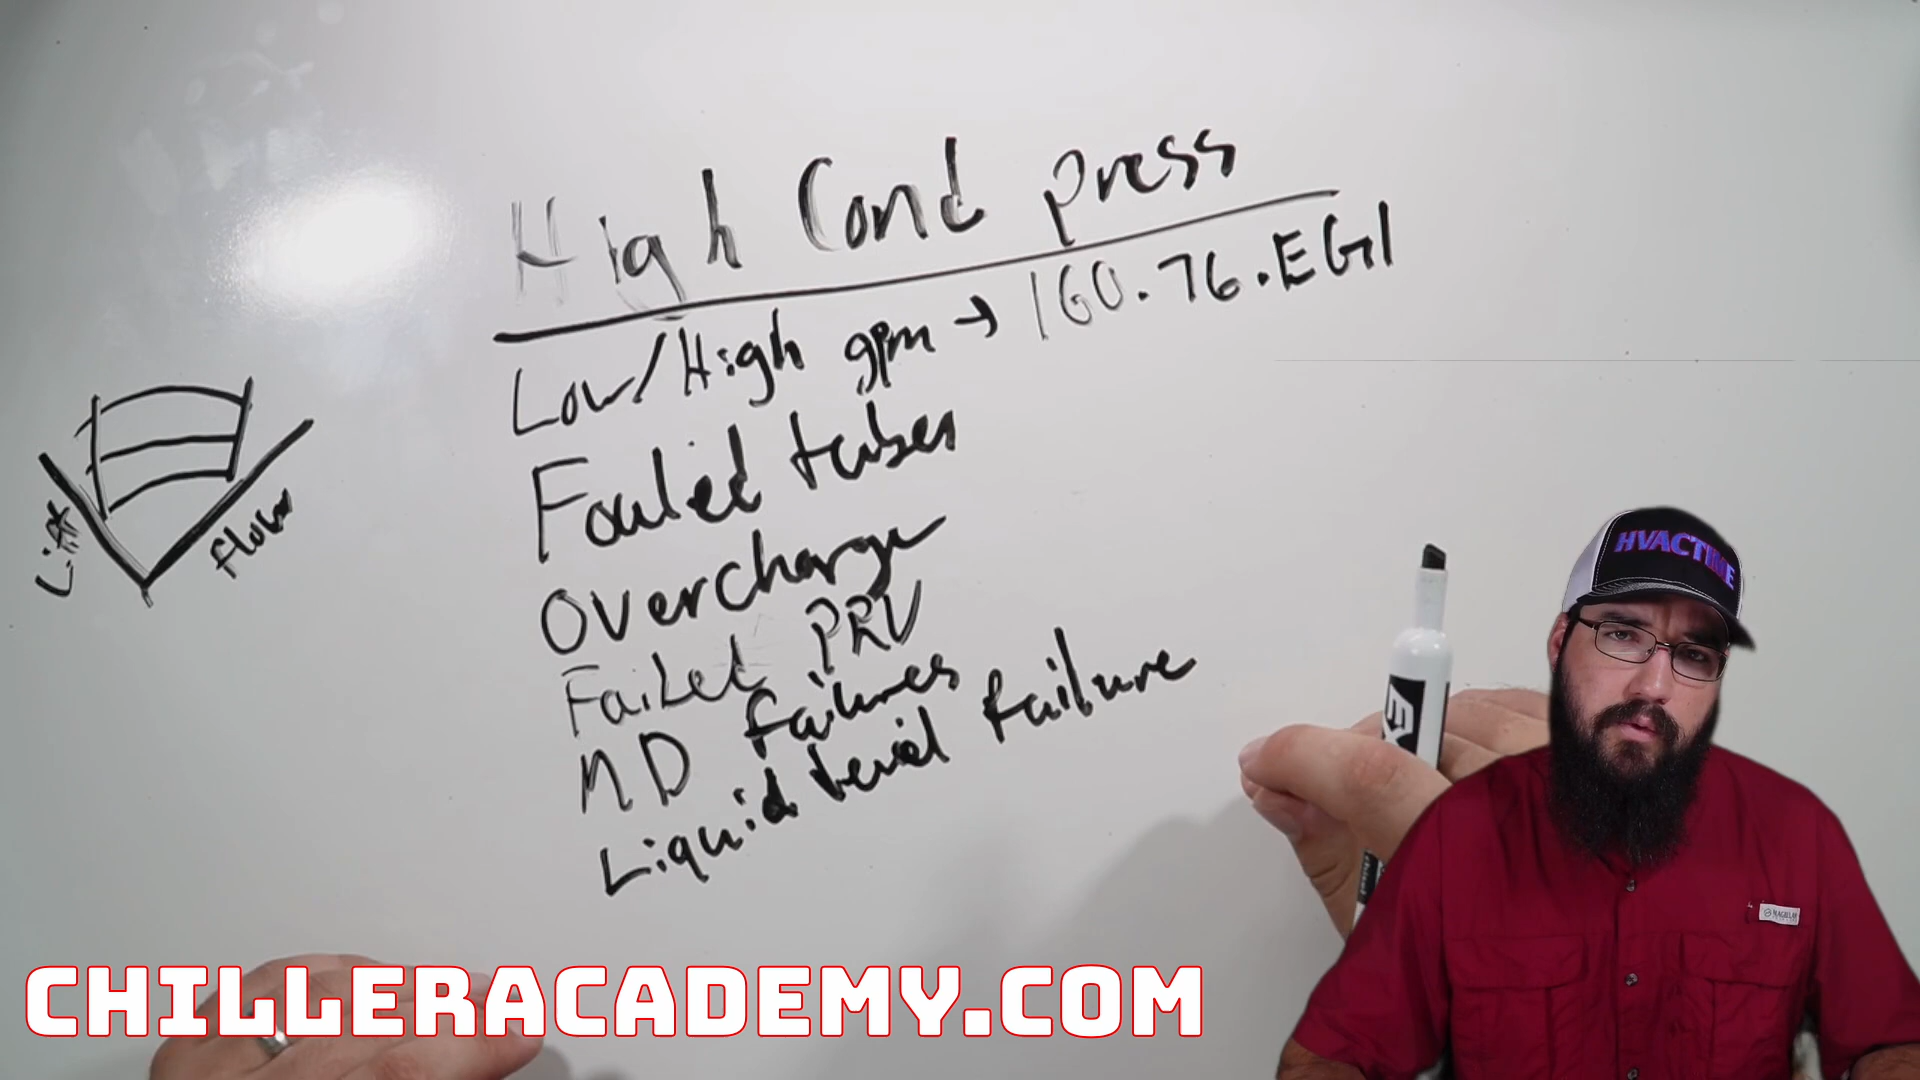 High Cond press
Low/High gpm → 160.76.EG1
Fouled tubes
Overcharge
Failed PRV
MD failures
Liquid level failure
Lift
flow
HVACTIME
MAGELLAN
CHILLERACADEMY.COM